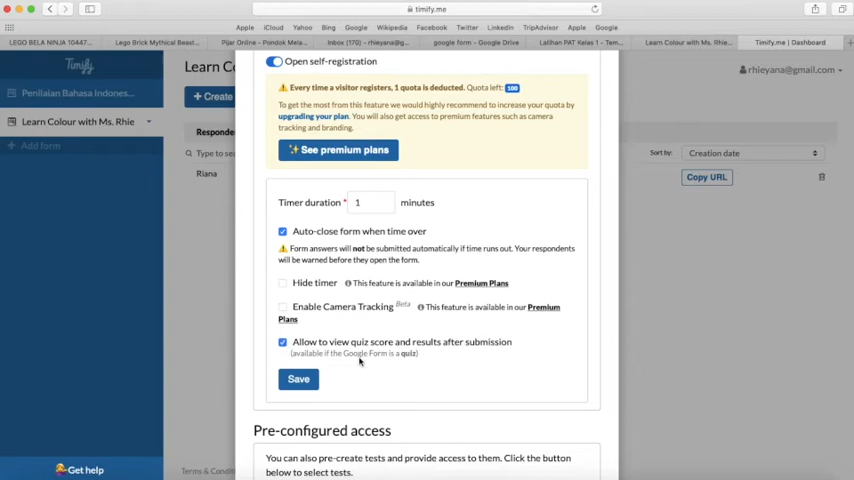 timify.me
Apple iCloud Yahoo Bing Google Wikipedia Facebook Twitter LinkedIn TripAdvisor Apple Google
LEGO BELA NINJA 10447... Lego Brick Mythical Beast... Pijar Online - Pondok Mela... Inbox (170) - rhieyana@g... google form - Google Drive Latihan PAT Kelas 1 - Tem... Learn Colour with Ms. Rhie... Timify.me | Dashboard
Timify
Learn Co
rhieyana@gmail.com
Penilaian Bahasa Indones...
Learn Colour with Ms. Rhie
+ Add form
+ Create
Responde
Type to sea
Riana
Sort by: Creation date
Copy URL
Open self-registration
⚠ Every time a visitor registers, 1 quota is deducted. Quota left: 100
To get the most from this feature we would highly recommend to increase your quota by
upgrading your plan. You will also get access to premium features such as camera
tracking and branding.
✨See premium plans
Timer duration * 1 minutes
Auto-close form when time over
⚠ Form answers will not be submitted automatically if time runs out. Your respondents
will be warned before they open the form.
Hide timer This feature is available in our Premium Plans
Enable Camera Tracking Beta This feature is available in our Premium
Plans
Allow to view quiz score and results after submission
(available if the Google Form is a quiz)
Save
Pre-configured access
You can also pre-create tests and provide access to them. Click the button
below to select tests.
Get help
Terms & Conditi